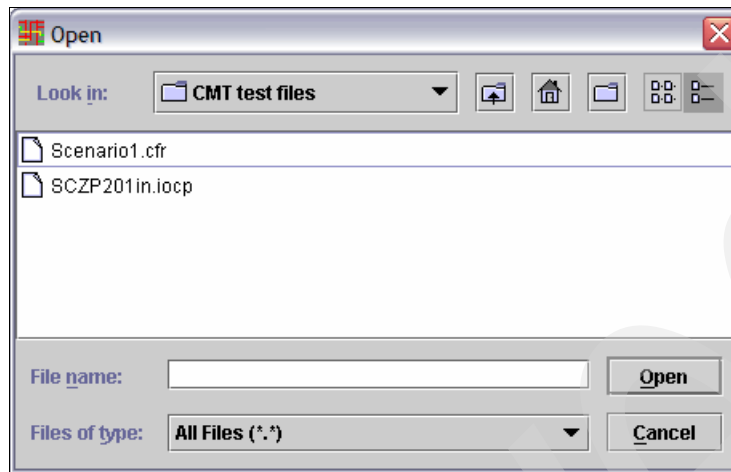 Open
Look in: CMT test files
Scenario1.cfr
SCZP201in.iocp
File name: Open
Files of type: All Files (*.*) Cancel